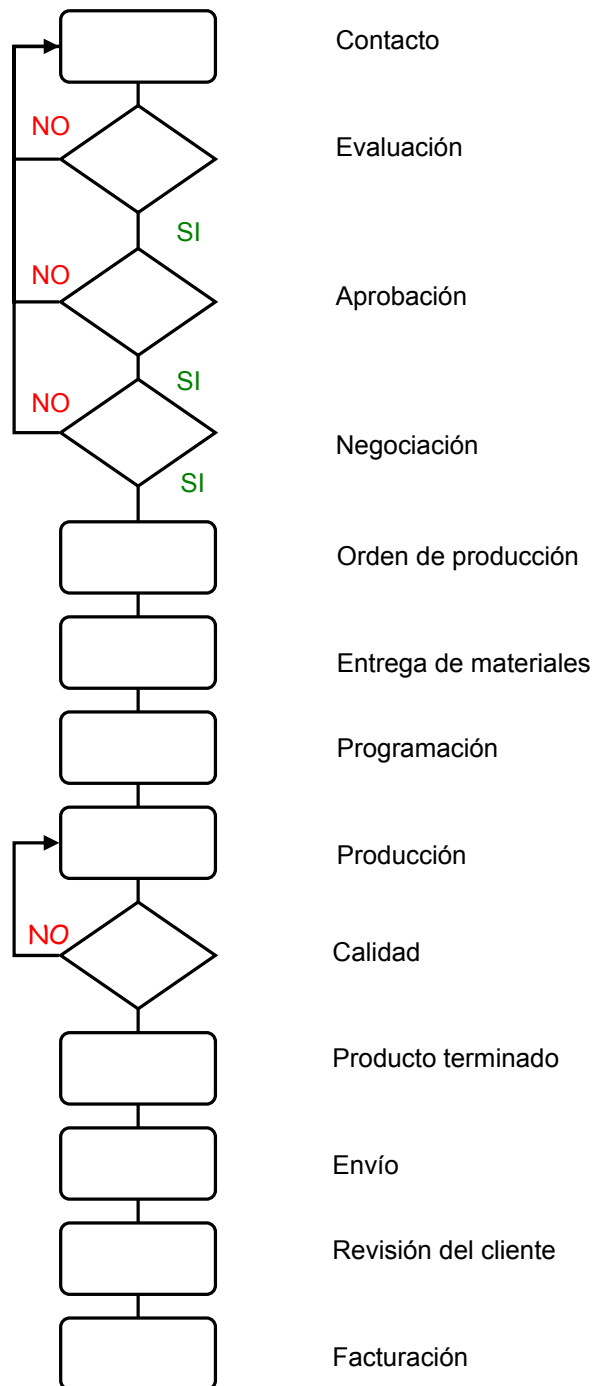 Contacto
NO
Evaluación
SI
NO
Aprobación
SI
NO
Negociación
SI
Orden de producción
Entrega de materiales
Programación
Producción
NO
Calidad
Producto terminado
Envío
Revisión del cliente
Facturación